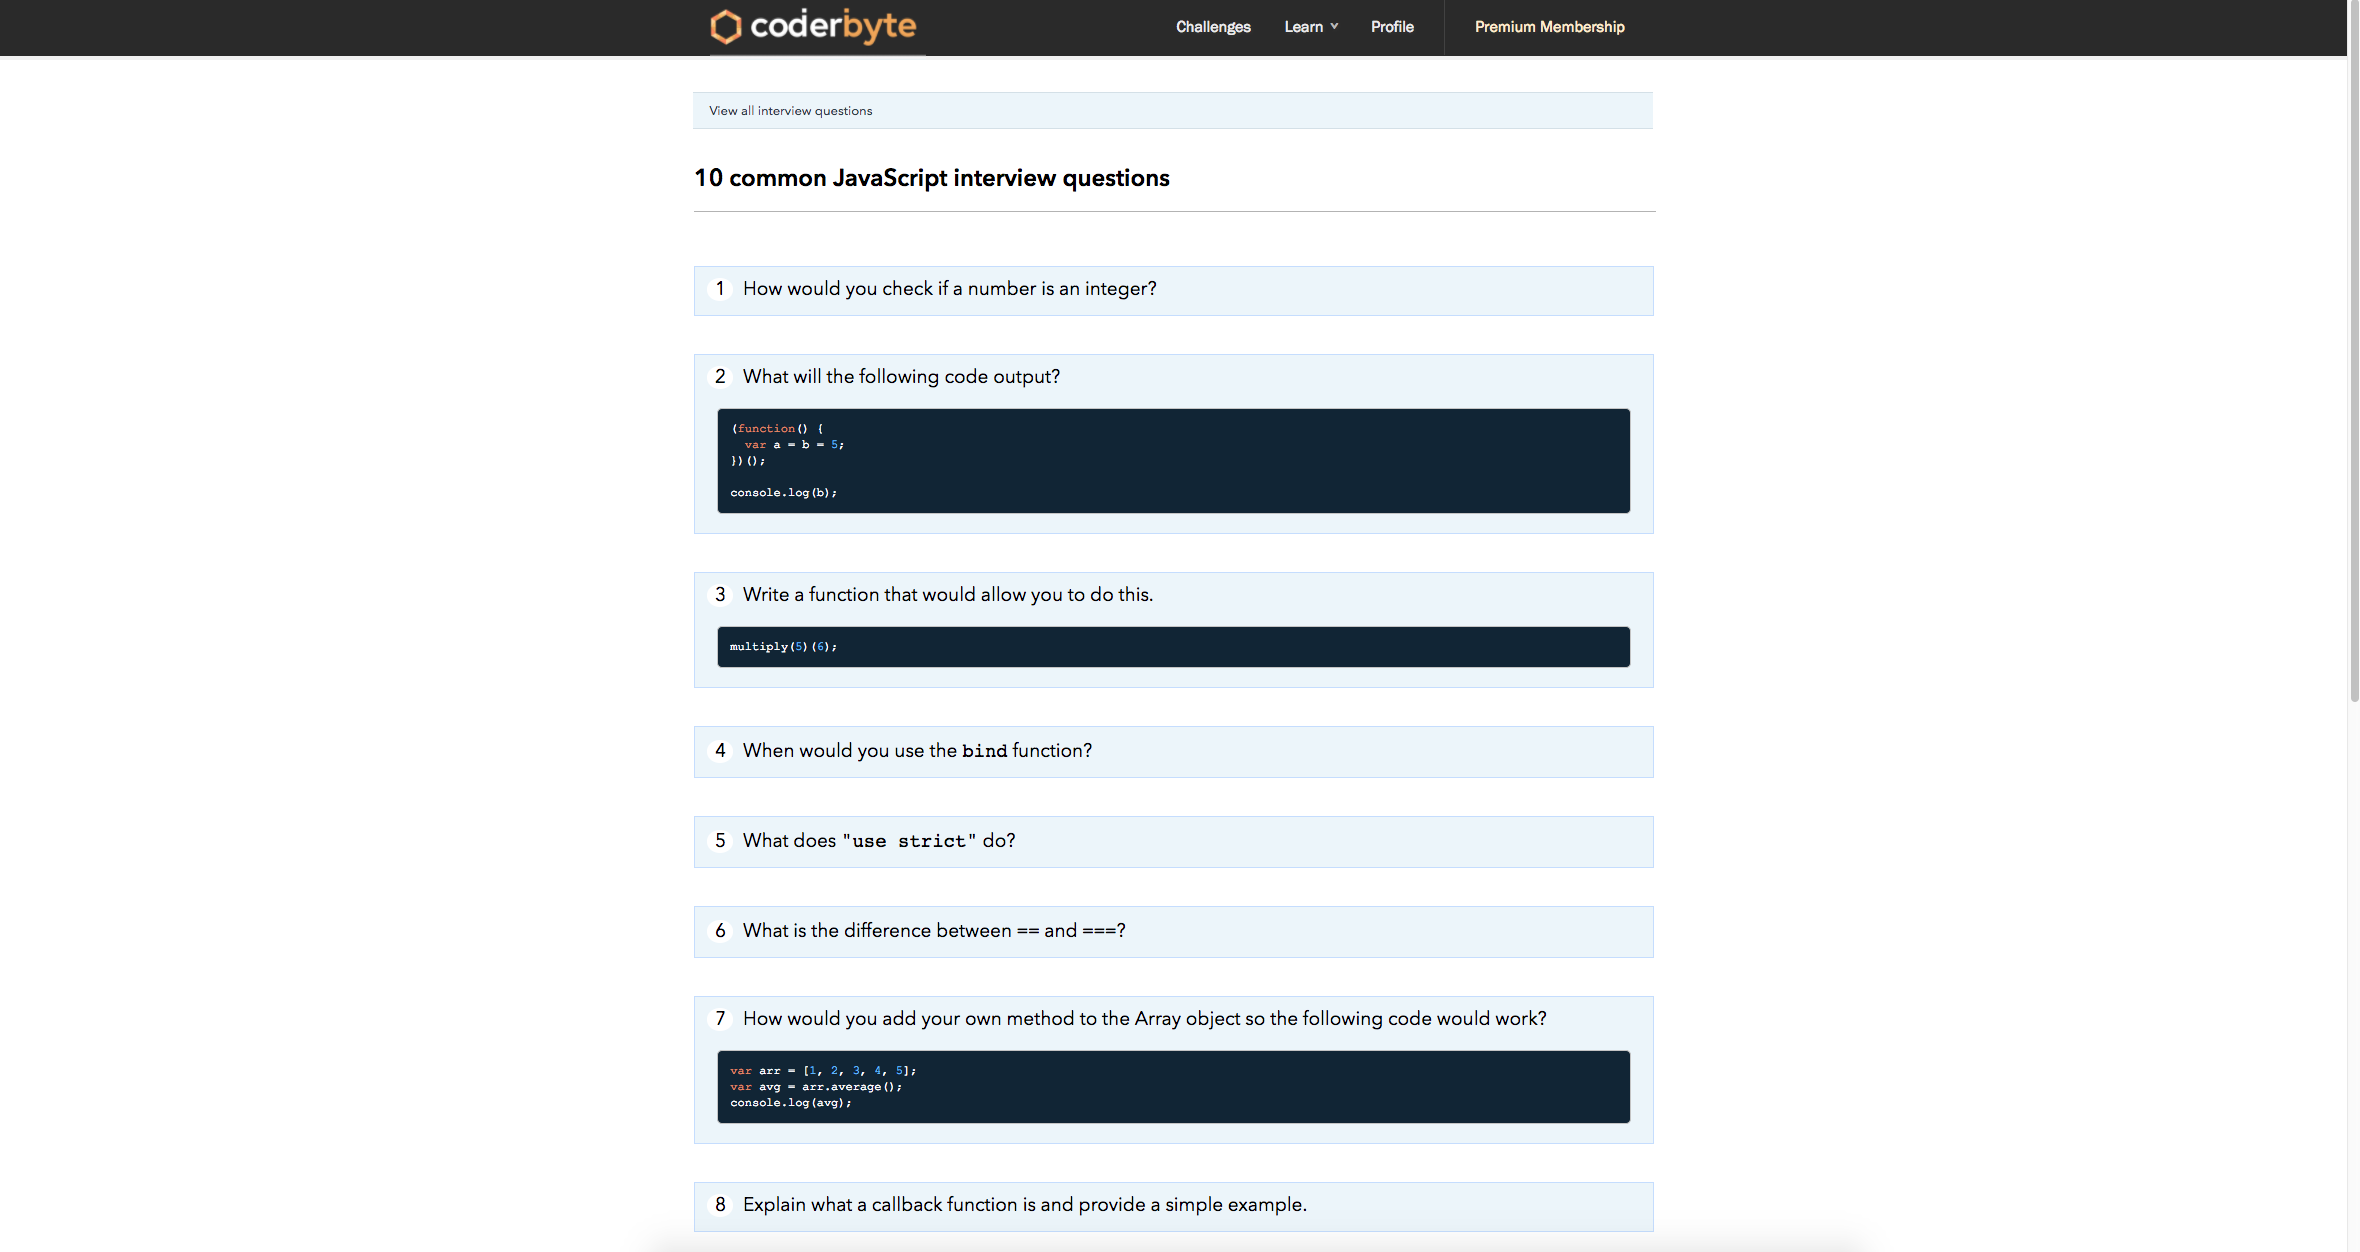 coderbyte
Challenges Learn Profile Premium Membership
View all interview questions
10 common JavaScript interview questions
1 How would you check if a number is an integer?
2 What will the following code output?
(function() {
  var a = b = 5;
})();
console.log(b);
3 Write a function that would allow you to do this.
multiply(5)(6);
4 When would you use the bind function?
5 What does "use strict" do?
6 What is the difference between == and ===?
7 How would you add your own method to the Array object so the following code would work?
var arr = [1, 2, 3, 4, 5];
var avg = arr.average();
console.log(avg);
8 Explain what a callback function is and provide a simple example.